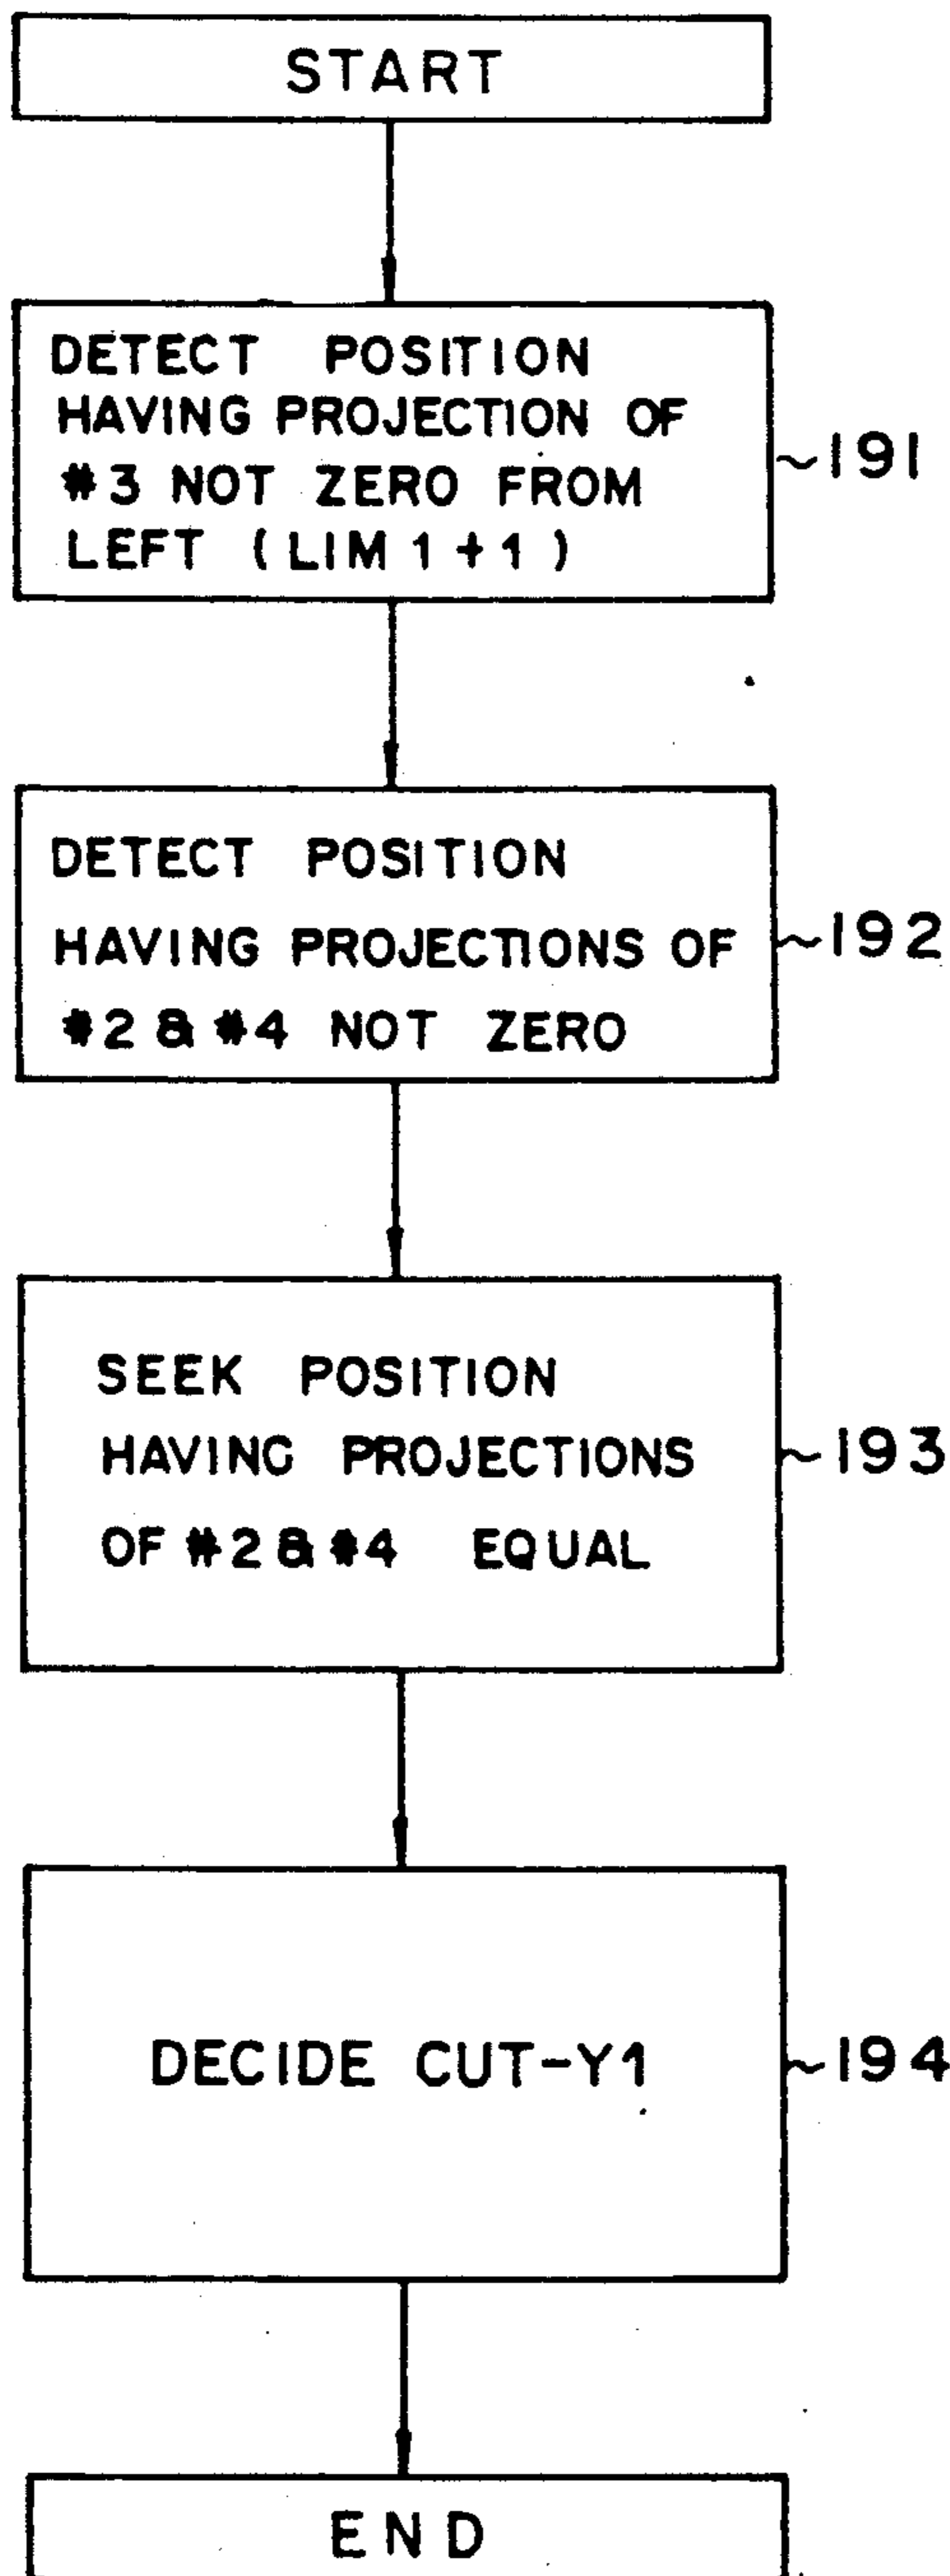 START
DETECT POSITION
HAVING PROJECTION OF
#3 NOT ZERO FROM
LEFT (LIM 1 + 1)
~191
DETECT POSITION
HAVING PROJECTIONS OF
#2 & #4 NOT ZERO
~192
SEEK POSITION
HAVING PROJECTIONS
OF #2 & #4 EQUAL
~193
DECIDE CUT-Y1
~194
END